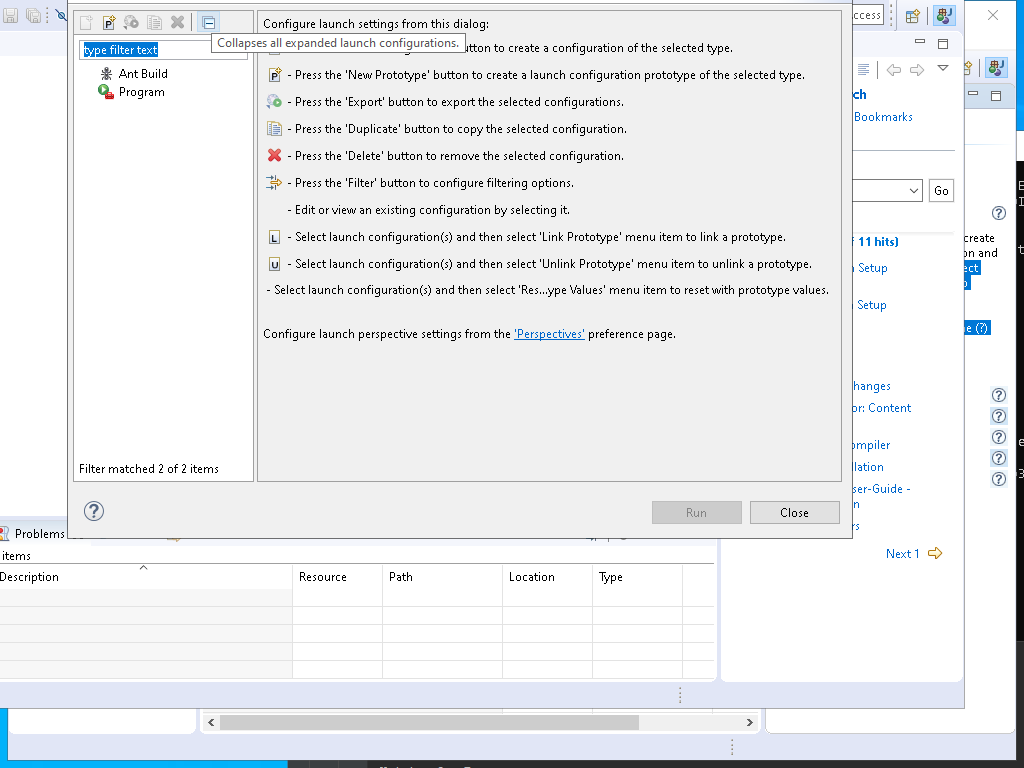 Configure launch settings from this dialog:
ccess
Collapses all expanded launch configurations.
type filter text
utton to create a configuration of the selected type.
Ant Build
Program
- Press the 'New Prototype' button to create a launch configuration prototype of the selected type.
- Press the 'Export' button to export the selected configurations.
- Press the 'Duplicate' button to copy the selected configuration.
- Press the 'Delete' button to remove the selected configuration.
- Press the 'Filter' button to configure filtering options.
- Edit or view an existing configuration by selecting it.
L - Select launch configuration(s) and then select 'Link Prototype' menu item to link a prototype.
U - Select launch configuration(s) and then select 'Unlink Prototype' menu item to unlink a prototype.
- Select launch configuration(s) and then select 'Res...ype Values' menu item to reset with prototype values.
Configure launch perspective settings from the 'Perspectives' preference page.
Filter matched 2 of 2 items
Run
Close
rch
Bookmarks
Go
11 hits)
Setup
Setup
hanges
or: Content
ompiler
llation
ser-Guide -
n
rs
Next 1
create
on and
ect
e (?)
Problems
items
Description
Resource
Path
Location
Type